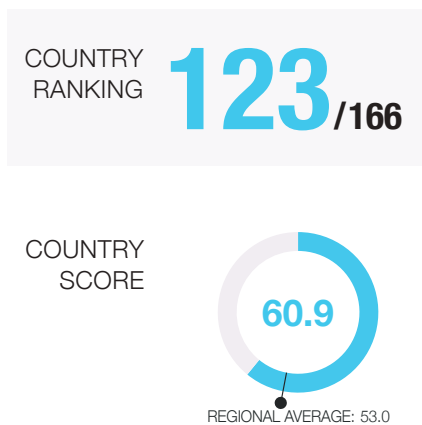 COUNTRY
RANKING
123/166
COUNTRY
SCORE
60.9
REGIONAL AVERAGE: 53.0